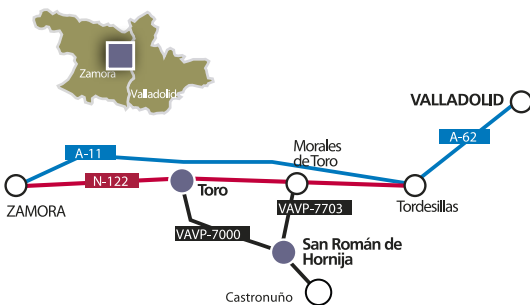 Zamora
Valladolid
VALLADOLID
A-62
Morales
de Toro
A-11
N-122
Toro
ZAMORA
Tordesillas
VAVP-7703
VAVP-7000
San Román de
Hornija
Castronuño